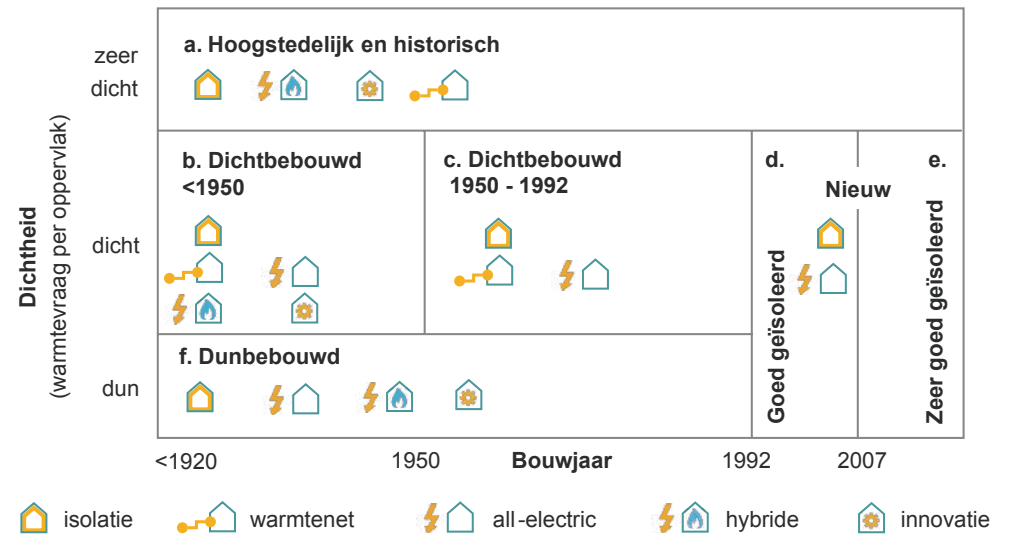 a. Hoogstedelijk en historisch
zeer
dicht
b. Dichtbebouwd
<1950
c. Dichtbebouwd
1950 - 1992
d.
e.
Nieuw
Goed geïsoleerd
Zeer goed geïsoleerd
Dichtheid
(warmtevraag per oppervlak)
dicht
f. Dunbebouwd
dun
<1920
1950
Bouwjaar
1992
2007
isolatie
warmtenet
all-electric
hybride
innovatie